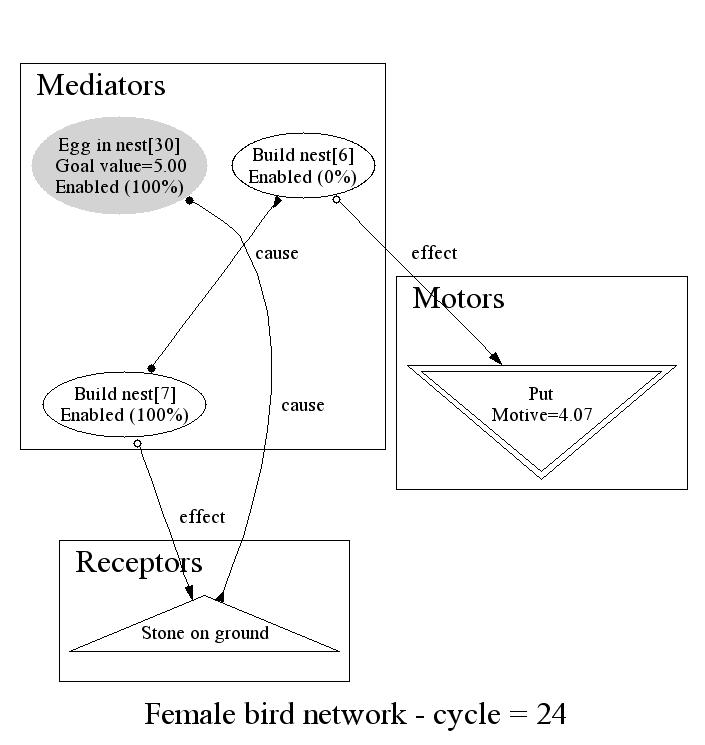 Mediators
Egg in nest[30]
Goal value=5.00
Enabled (100%)
Build nest[6]
Enabled (0%)
cause
effect
Motors
Put
Motive=4.07
Build nest[7]
Enabled (100%)
cause
effect
Receptors
Stone on ground
Female bird network - cycle = 24